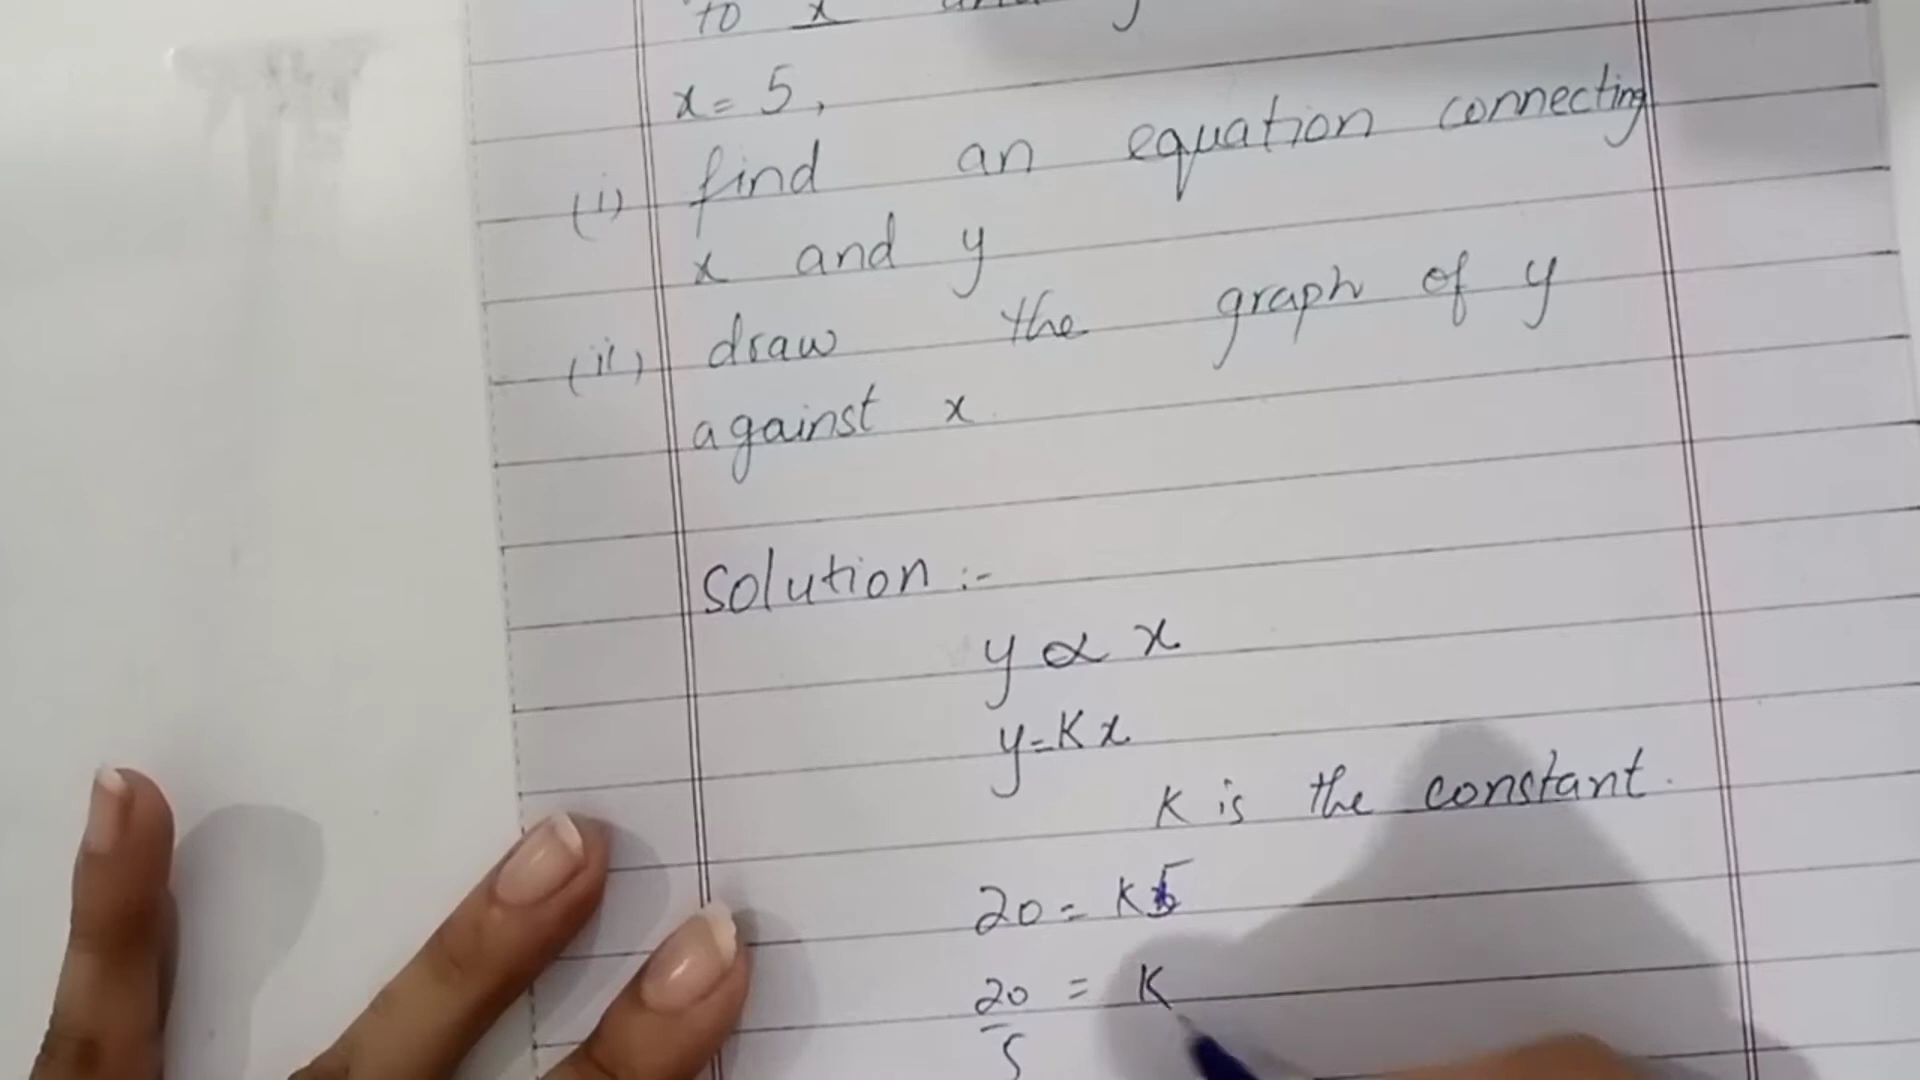 to x
x = 5,
(i) find an equation connecting
x and y
(ii) draw the graph of y
against x
Solution :-
y ∝ x
y = Kx
K is the constant.
20 = K5
20 = K
5